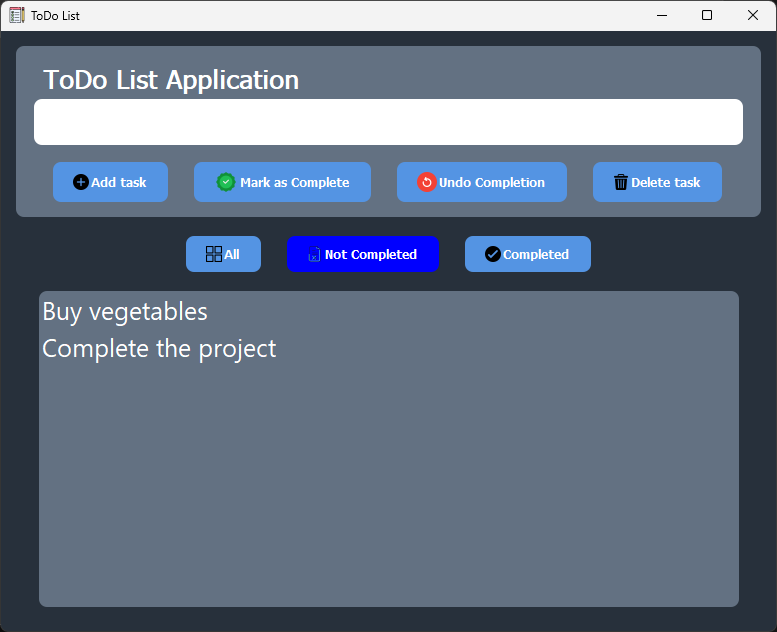 ToDo List
ToDo List Application
Add task Mark as Complete Undo Completion Delete task
All Not Completed Completed
Buy vegetables
Complete the project